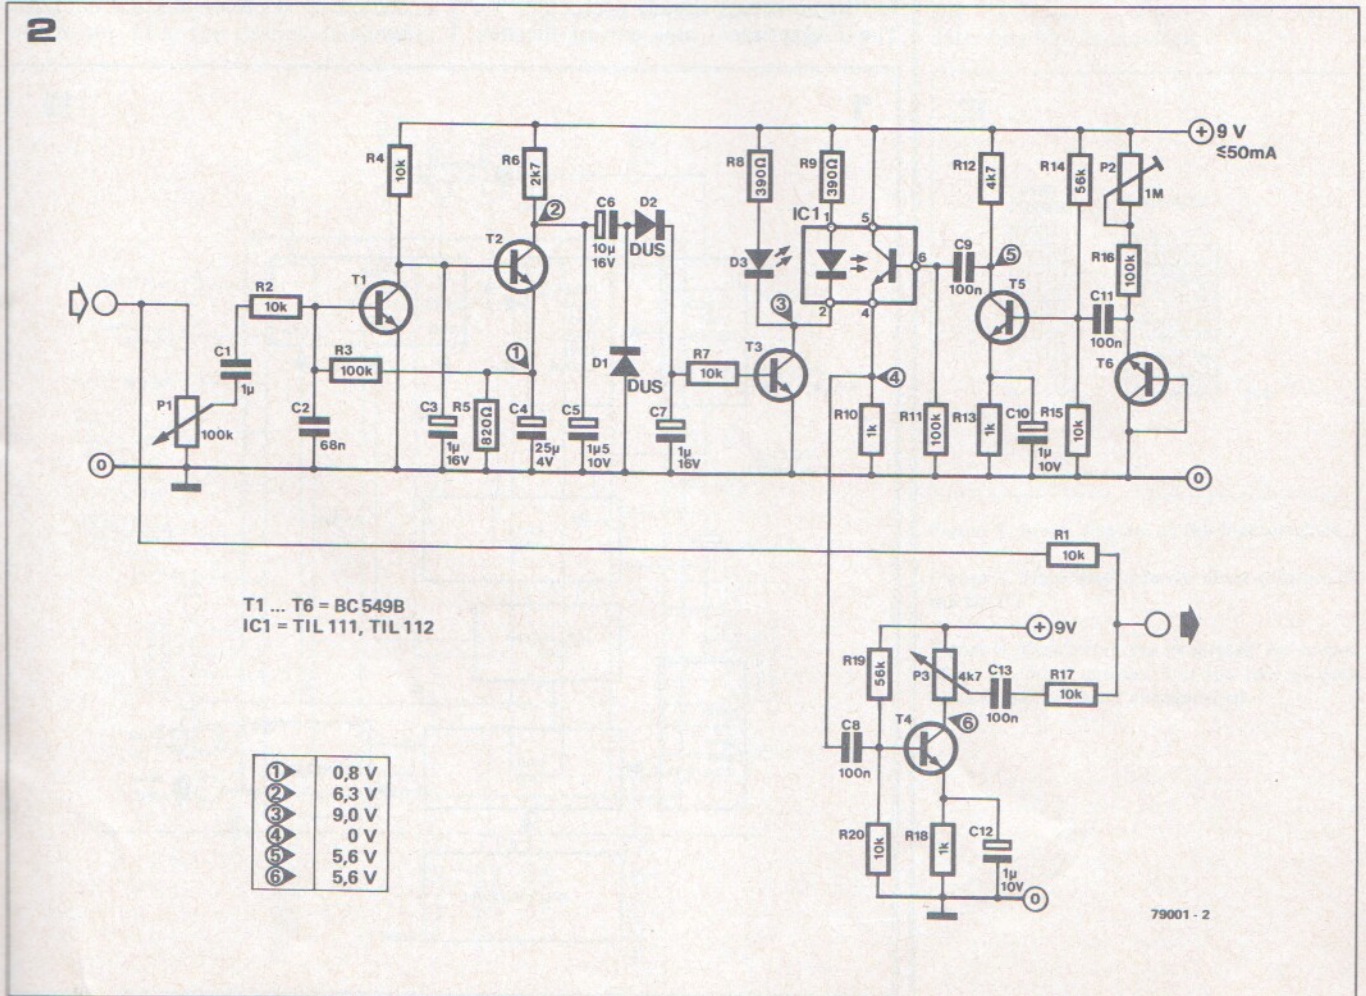 2
+ 9 V
≤50mA
R4
10k
R6
2k7
2
C6
10µ
16V
D2
DUS
R8
390Ω
R9
390Ω
R12
4k7
R14
56k
P2
1M
IC1
1
5
6
2
4
D3
3
C9
100n
5
T5
R16
100k
C11
100n
T6
T2
T1
R2
10k
C1
1µ
R3
100k
1
D1
DUS
R7
10k
T3
4
P1
100k
C2
68n
C3
1µ
16V
R5
820Ω
C4
25µ
4V
C5
1µ5
10V
C7
1µ
16V
R10
1k
R11
100k
R13
1k
C10
1µ
10V
R15
10k
0
0
R1
10k
T1 ... T6 = BC 549B
IC1 = TIL 111, TIL 112
+ 9V
R19
56k
P3
4k7
C13
100n
R17
10k
C8
100n
T4
6
R20
10k
R18
1k
C12
1µ
10V
0
1 0,8 V
2 6,3 V
3 9,0 V
4 0 V
5 5,6 V
6 5,6 V
79001 - 2